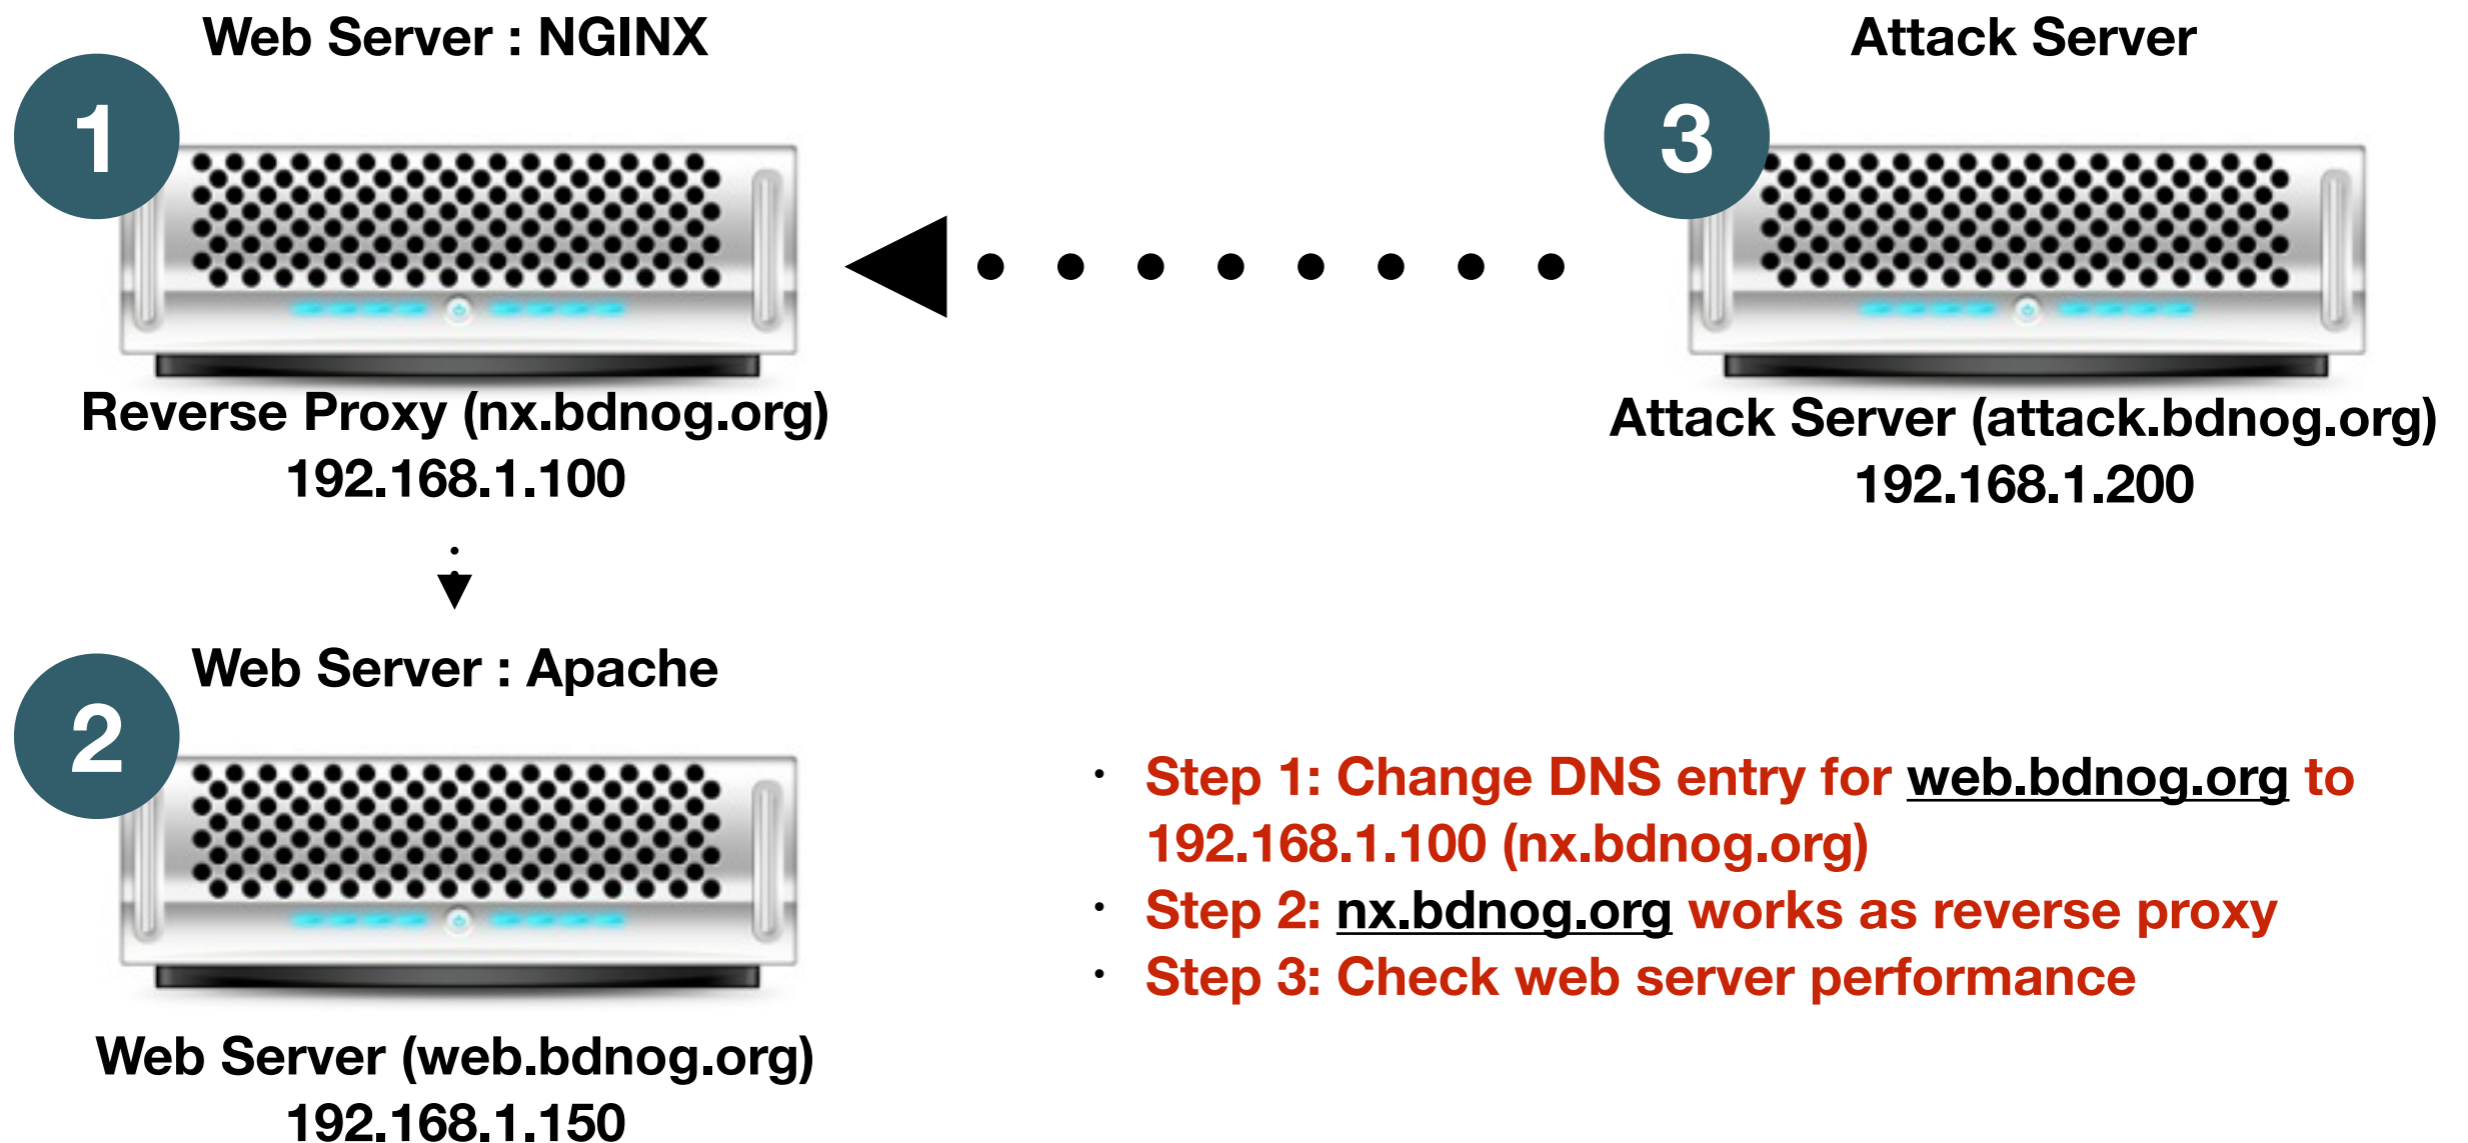 Web Server : NGINX
1
Reverse Proxy (nx.bdnog.org)
192.168.1.100
Attack Server
3
Attack Server (attack.bdnog.org)
192.168.1.200
Web Server : Apache
2
Web Server (web.bdnog.org)
192.168.1.150
· Step 1: Change DNS entry for web.bdnog.org to
192.168.1.100 (nx.bdnog.org)
· Step 2: nx.bdnog.org works as reverse proxy
· Step 3: Check web server performance